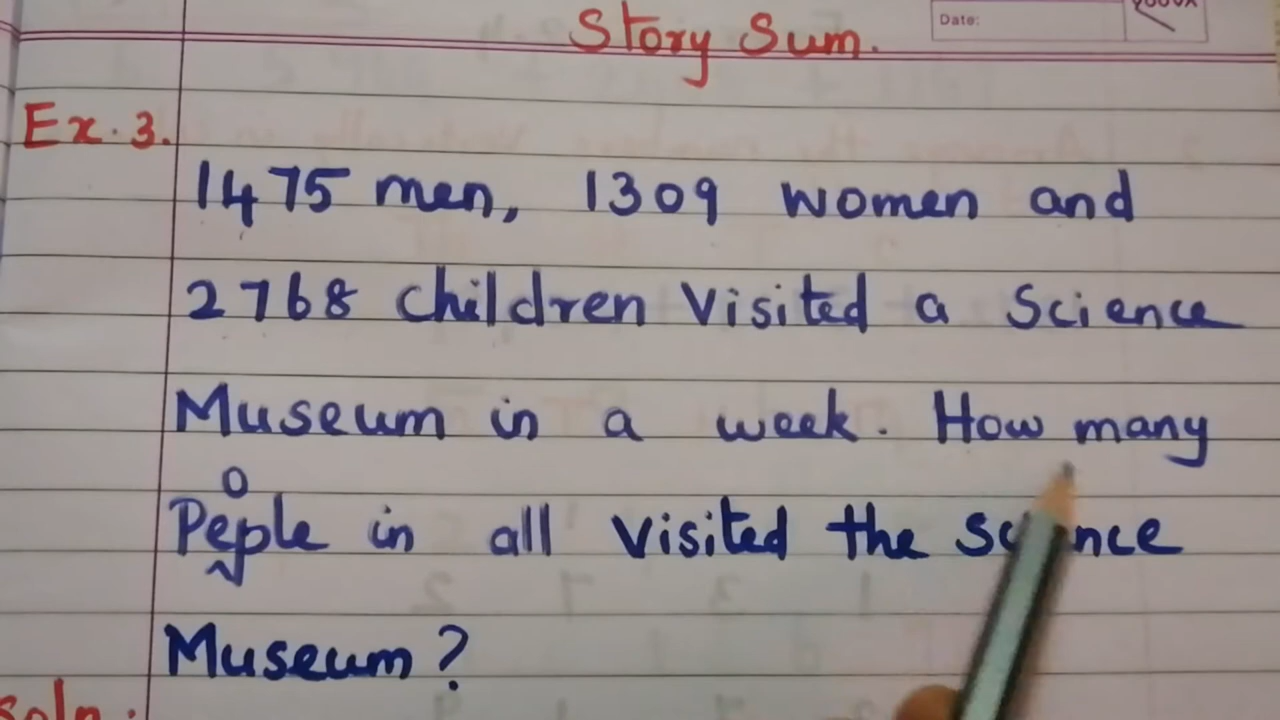 Story Sum.
Date:
Ex. 3.
1475 men, 1309 women and
2768 children visited a Science
Museum in a week. How many
o
Peple in all visited the science
Museum?
Soln.